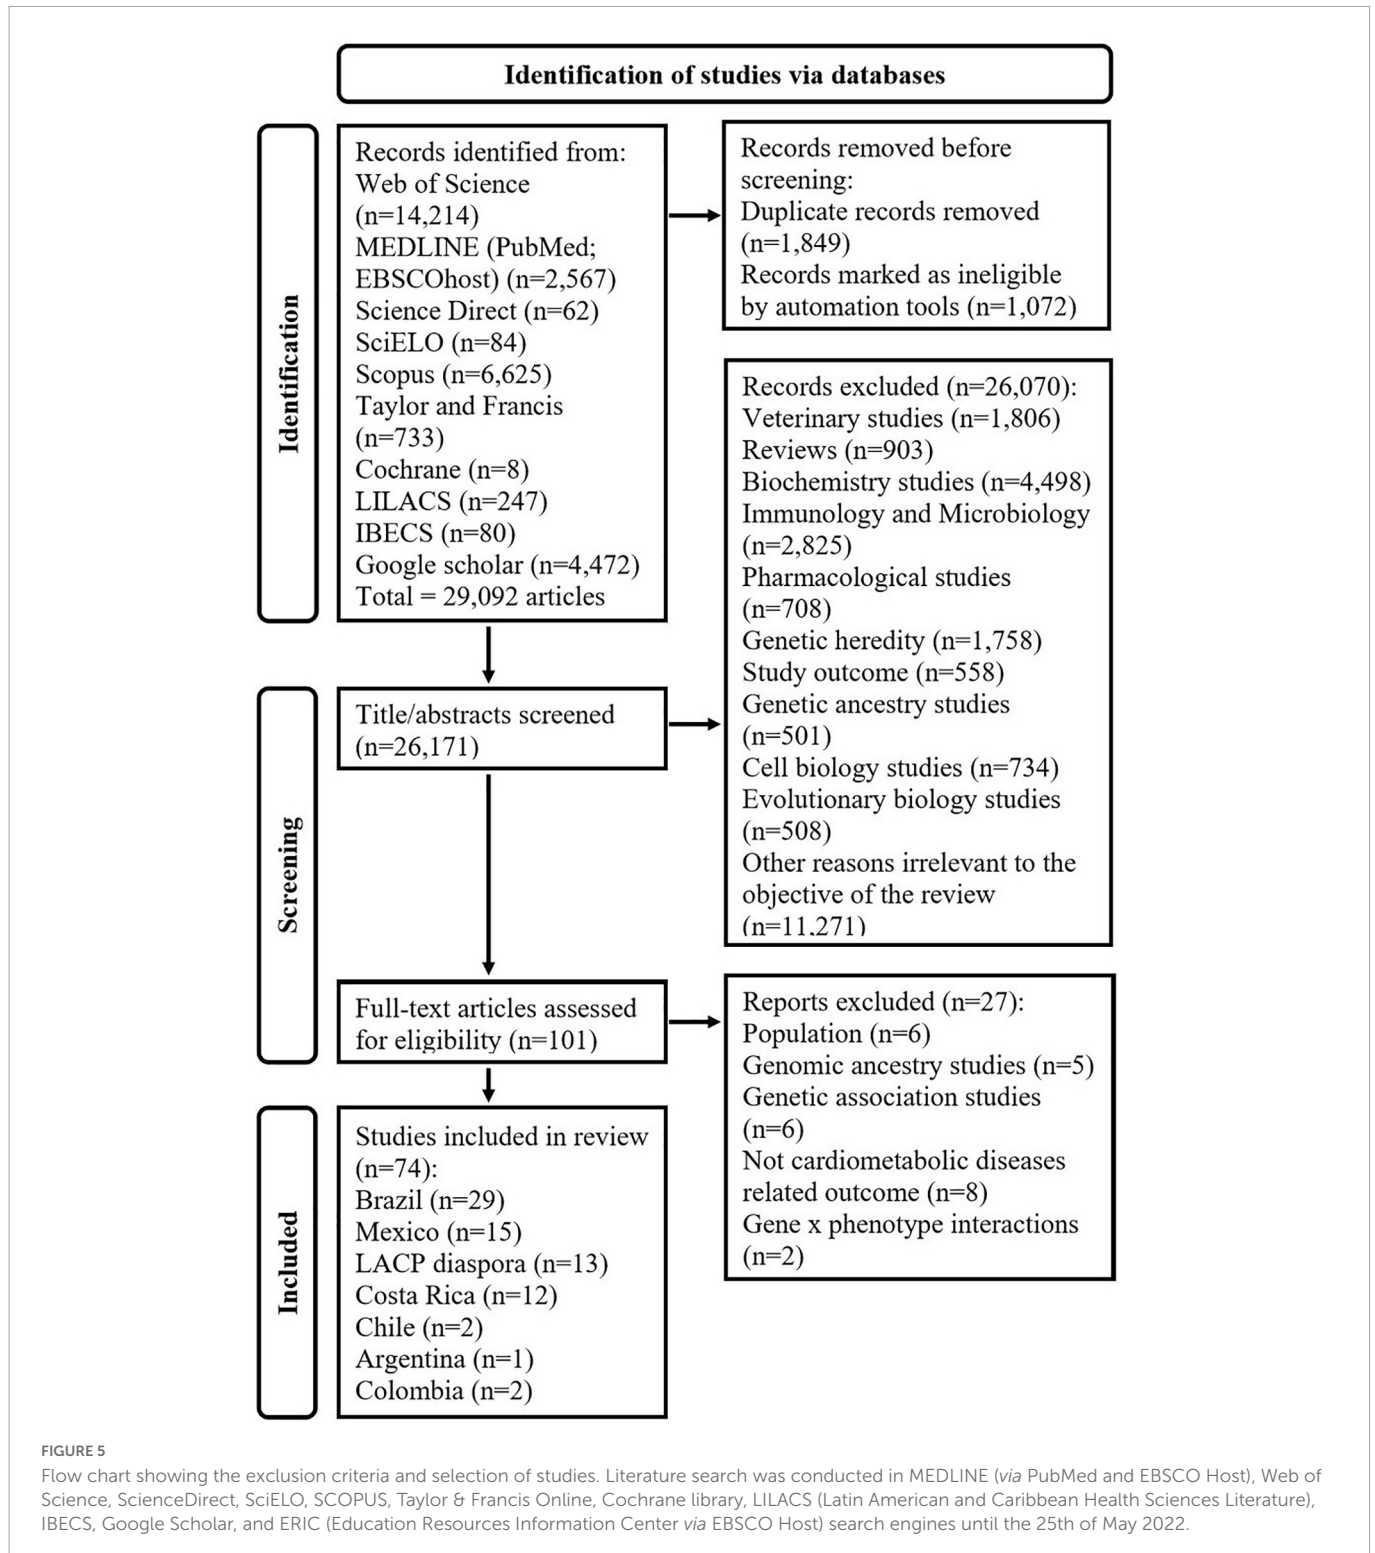 Identification of studies via databases
Identification
Records identified from:
Web of Science
(n=14,214)
MEDLINE (PubMed;
EBSCOhost) (n=2,567)
Science Direct (n=62)
SciELO (n=84)
Scopus (n=6,625)
Taylor and Francis
(n=733)
Cochrane (n=8)
LILACS (n=247)
IBECS (n=80)
Google scholar (n=4,472)
Total = 29,092 articles
Records removed before
screening:
Duplicate records removed
(n=1,849)
Records marked as ineligible
by automation tools (n=1,072)
Screening
Title/abstracts screened
(n=26,171)
Records excluded (n=26,070):
Veterinary studies (n=1,806)
Reviews (n=903)
Biochemistry studies (n=4,498)
Immunology and Microbiology
(n=2,825)
Pharmacological studies
(n=708)
Genetic heredity (n=1,758)
Study outcome (n=558)
Genetic ancestry studies
(n=501)
Cell biology studies (n=734)
Evolutionary biology studies
(n=508)
Other reasons irrelevant to the
objective of the review
(n=11,271)
Full-text articles assessed
for eligibility (n=101)
Reports excluded (n=27):
Population (n=6)
Genomic ancestry studies (n=5)
Genetic association studies
(n=6)
Not cardiometabolic diseases
related outcome (n=8)
Gene x phenotype interactions
(n=2)
Included
Studies included in review
(n=74):
Brazil (n=29)
Mexico (n=15)
LACP diaspora (n=13)
Costa Rica (n=12)
Chile (n=2)
Argentina (n=1)
Colombia (n=2)
FIGURE 5
Flow chart showing the exclusion criteria and selection of studies. Literature search was conducted in MEDLINE (via PubMed and EBSCO Host), Web of
Science, ScienceDirect, SciELO, SCOPUS, Taylor & Francis Online, Cochrane library, LILACS (Latin American and Caribbean Health Sciences Literature),
IBECS, Google Scholar, and ERIC (Education Resources Information Center via EBSCO Host) search engines until the 25th of May 2022.